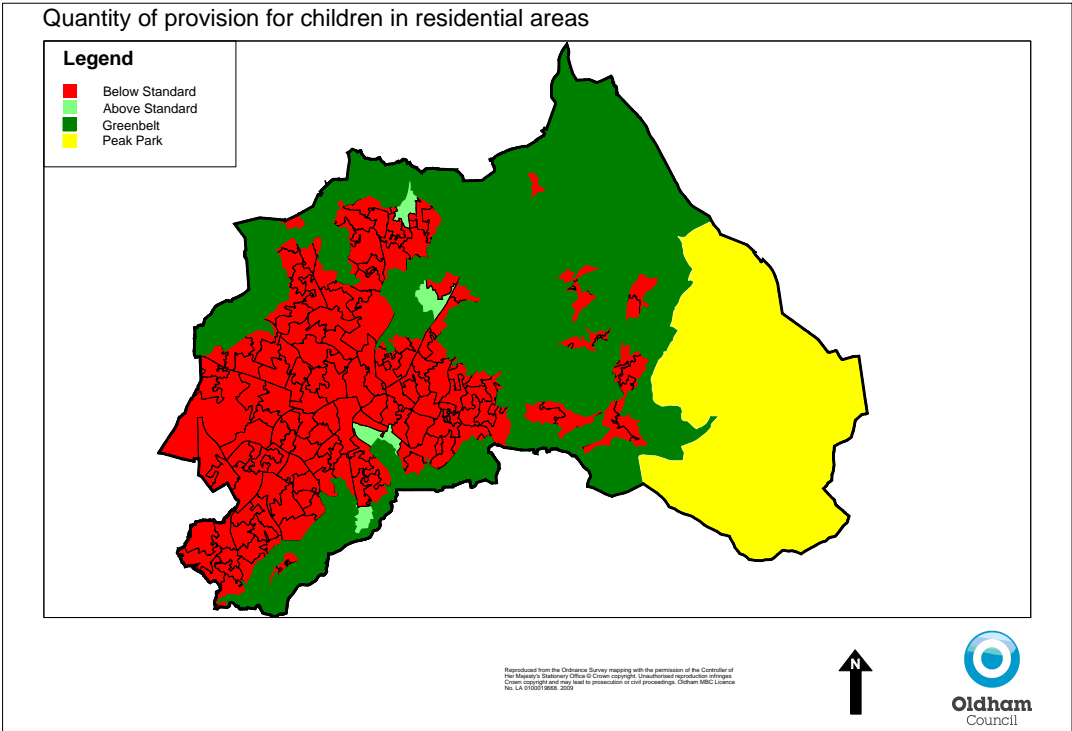 Quantity of provision for children in residential areas
Legend
Below Standard
Above Standard
Greenbelt
Peak Park
Reproduced from the Ordnance Survey mapping with the permission of the Controller of
Her Majesty's Stationery Office © Crown copyright. Unauthorised reproduction infringes
Crown copyright and may lead to prosecution or civil proceedings. Oldham MBC Licence
No. LA 0100019668. 2009
N
Oldham
Council